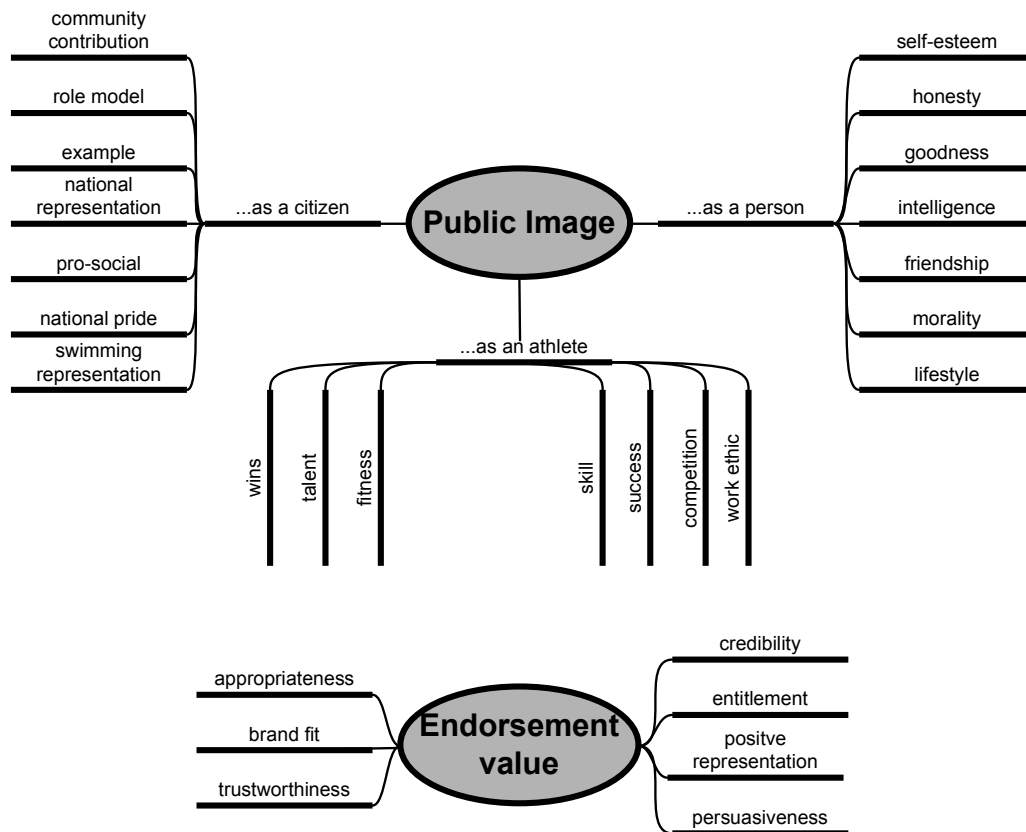 community
contribution
role model
example
national
representation
pro-social
national pride
swimming
representation
...as a citizen
Public Image
...as a person
self-esteem
honesty
goodness
intelligence
friendship
morality
lifestyle
...as an athlete
wins
talent
fitness
skill
success
competition
work ethic
appropriateness
brand fit
trustworthiness
Endorsement
value
credibility
entitlement
positve
representation
persuasiveness